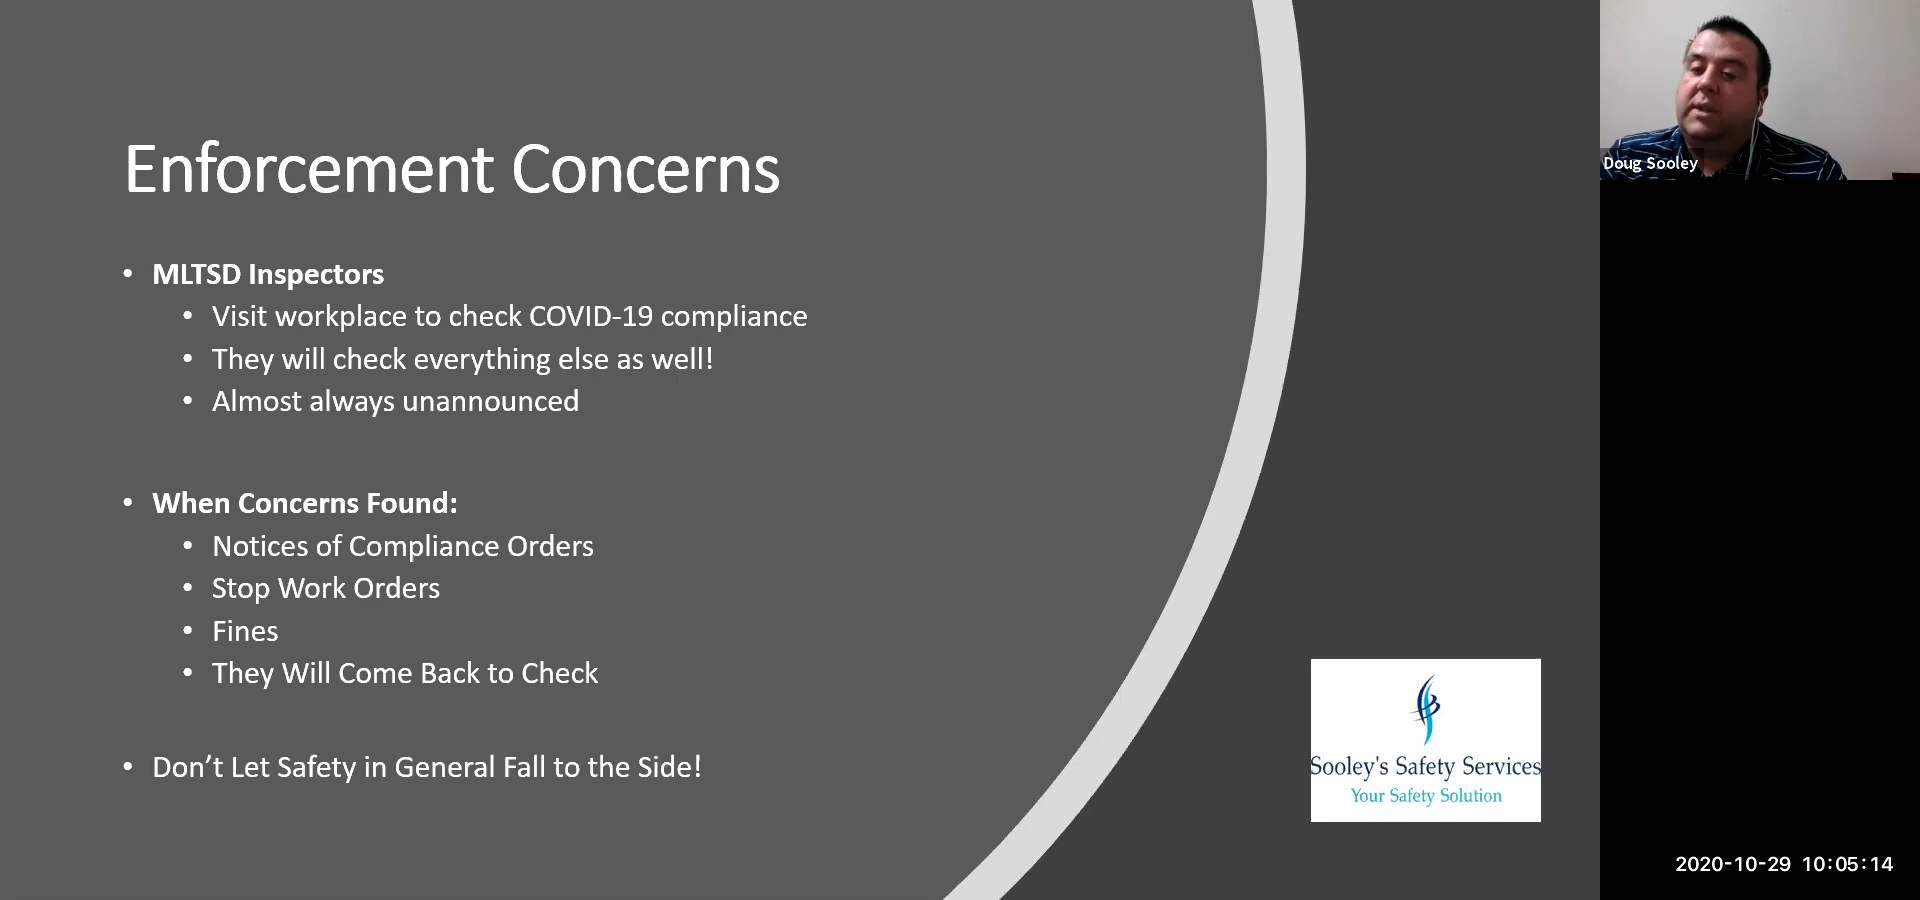 Enforcement Concerns
• MLTSD Inspectors
• Visit workplace to check COVID-19 compliance
• They will check everything else as well!
• Almost always unannounced
• When Concerns Found:
• Notices of Compliance Orders
• Stop Work Orders
• Fines
• They Will Come Back to Check
• Don’t Let Safety in General Fall to the Side!
Sooley's Safety Services
Your Safety Solution
Doug Sooley
2020-10-29 10:05:14